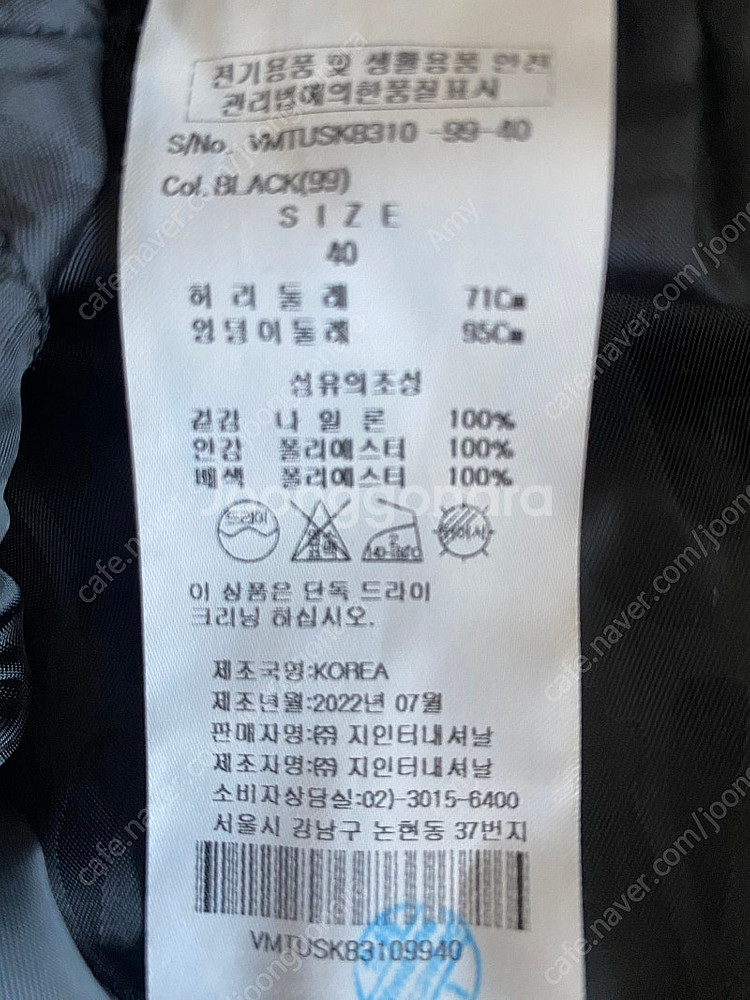 전기용품 및 생활용품 안전
관리법에의한품질표시
S/No. VMTUSK8310 -99-40
Col. BLACK(99)
SIZE
40
허리둘레 71Cm
엉덩이둘레 95Cm
섬유의조성
겉감 나일론 100%
안감 폴리에스터 100%
배색 폴리에스터 100%
Joonggonara
드라이
이 상품은 단독 드라이
크리닝 하십시오.
제조국명:KOREA
제조년월:2022년 07월
판매자명:㈜ 지인터내셔날
제조자명:㈜ 지인터내셔날
소비자상담실:02)-3015-6400
서울시 강남구 논현동 37번지
VMTUSK83109940